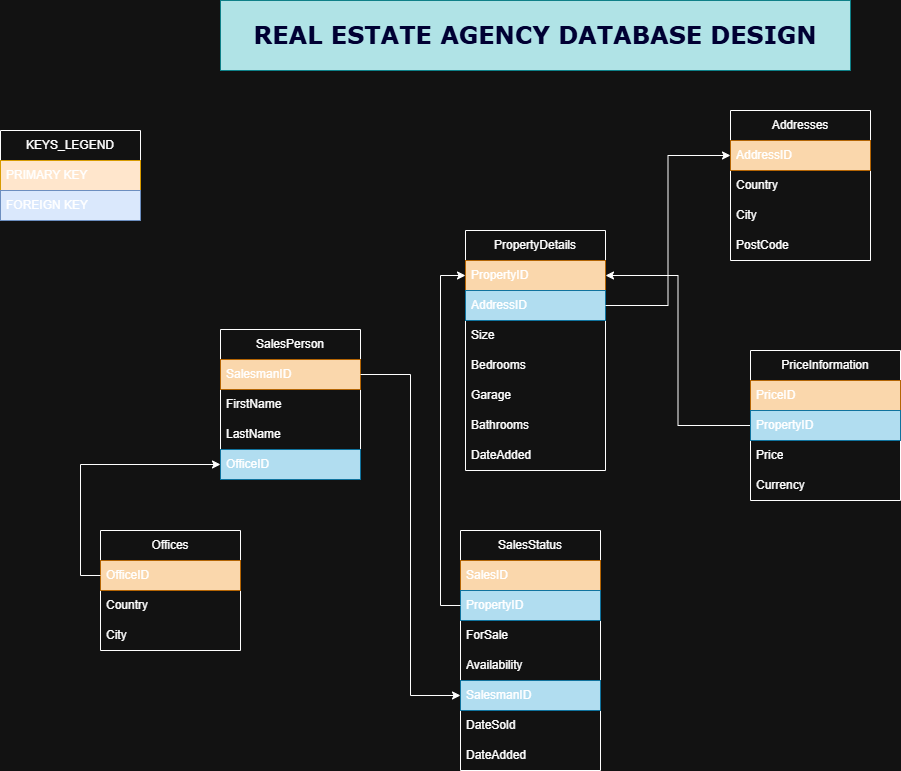 REAL ESTATE AGENCY DATABASE DESIGN
KEYS_LEGEND
PRIMARY KEY
FOREIGN KEY
Addresses
AddressID
Country
City
PostCode
PropertyDetails
PropertyID
AddressID
Size
Bedrooms
Garage
Bathrooms
DateAdded
SalesPerson
SalesmanID
FirstName
LastName
OfficeID
PriceInformation
PriceID
PropertyID
Price
Currency
Offices
OfficeID
Country
City
SalesStatus
SalesID
PropertyID
ForSale
Availability
SalesmanID
DateSold
DateAdded